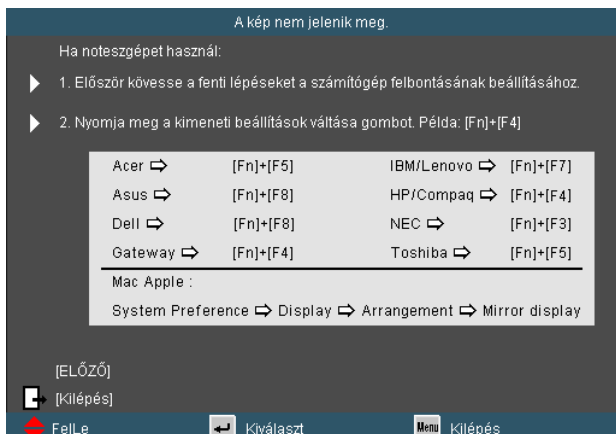 A kép nem jelenik meg.
Ha noteszgépet használ:
1. Először kövesse a fenti lépéseket a számítógép felbontásának beállításához.
2. Nyomja meg a kimeneti beállítások váltása gombot. Példa: [Fn]+[F4]
Acer ⇨ [Fn]+[F5] IBM/Lenovo ⇨ [Fn]+[F7]
Asus ⇨ [Fn]+[F8] HP/Compaq ⇨ [Fn]+[F4]
Dell ⇨ [Fn]+[F8] NEC ⇨ [Fn]+[F3]
Gateway ⇨ [Fn]+[F4] Toshiba ⇨ [Fn]+[F5]
Mac Apple :
System Preference ⇨ Display ⇨ Arrangement ⇨ Mirror display
[ELŐZŐ]
[Kilépés]
FelLe Kiválaszt Menu Kilépés